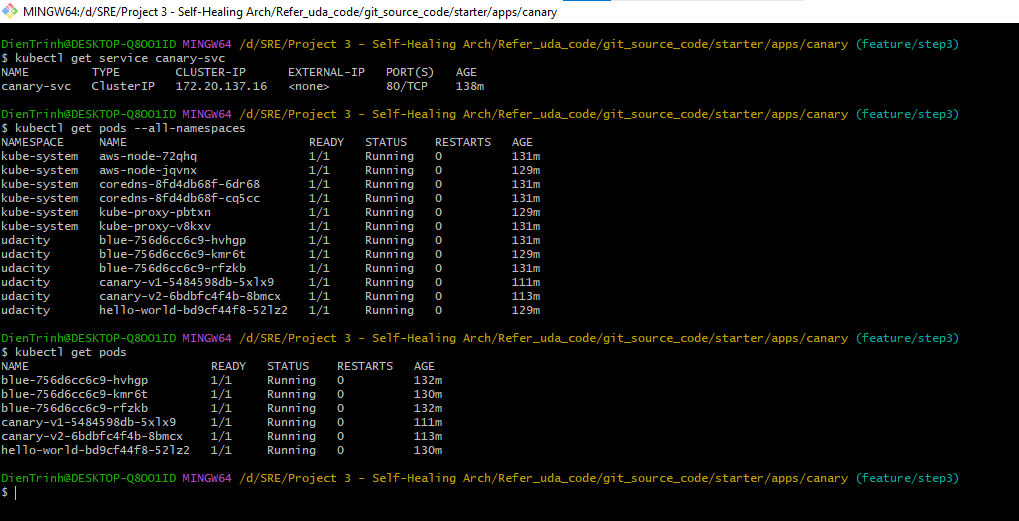 MINGW64:/d/SRE/Project 3 - Self-Healing Arch/Refer_uda_code/git_source_code/starter/apps/canary
DienTrinh@DESKTOP-Q8OO1ID MINGW64 /d/SRE/Project 3 - Self-Healing Arch/Refer_uda_code/git_source_code/starter/apps/canary (feature/step3)
$ kubectl get service canary-svc
NAME TYPE CLUSTER-IP EXTERNAL-IP PORT(S) AGE
canary-svc ClusterIP 172.20.137.16 <none> 80/TCP 138m
DienTrinh@DESKTOP-Q8OO1ID MINGW64 /d/SRE/Project 3 - Self-Healing Arch/Refer_uda_code/git_source_code/starter/apps/canary (feature/step3)
$ kubectl get pods --all-namespaces
NAMESPACE NAME READY STATUS RESTARTS AGE
kube-system aws-node-72qhq 1/1 Running 0 131m
kube-system aws-node-jqvnx 1/1 Running 0 129m
kube-system coredns-8fd4db68f-6dr68 1/1 Running 0 131m
kube-system coredns-8fd4db68f-cq5cc 1/1 Running 0 131m
kube-system kube-proxy-pbtxn 1/1 Running 0 129m
kube-system kube-proxy-v8kxv 1/1 Running 0 131m
udacity blue-756d6cc6c9-hvhgp 1/1 Running 0 131m
udacity blue-756d6cc6c9-kmr6t 1/1 Running 0 129m
udacity blue-756d6cc6c9-rfzkb 1/1 Running 0 131m
udacity canary-v1-5484598db-5xlx9 1/1 Running 0 111m
udacity canary-v2-6bdbfc4f4b-8bmcx 1/1 Running 0 113m
udacity hello-world-bd9cf44f8-52lz2 1/1 Running 0 129m
DienTrinh@DESKTOP-Q8OO1ID MINGW64 /d/SRE/Project 3 - Self-Healing Arch/Refer_uda_code/git_source_code/starter/apps/canary (feature/step3)
$ kubectl get pods
NAME READY STATUS RESTARTS AGE
blue-756d6cc6c9-hvhgp 1/1 Running 0 132m
blue-756d6cc6c9-kmr6t 1/1 Running 0 130m
blue-756d6cc6c9-rfzkb 1/1 Running 0 132m
canary-v1-5484598db-5xlx9 1/1 Running 0 111m
canary-v2-6bdbfc4f4b-8bmcx 1/1 Running 0 113m
hello-world-bd9cf44f8-52lz2 1/1 Running 0 130m
DienTrinh@DESKTOP-Q8OO1ID MINGW64 /d/SRE/Project 3 - Self-Healing Arch/Refer_uda_code/git_source_code/starter/apps/canary (feature/step3)
$